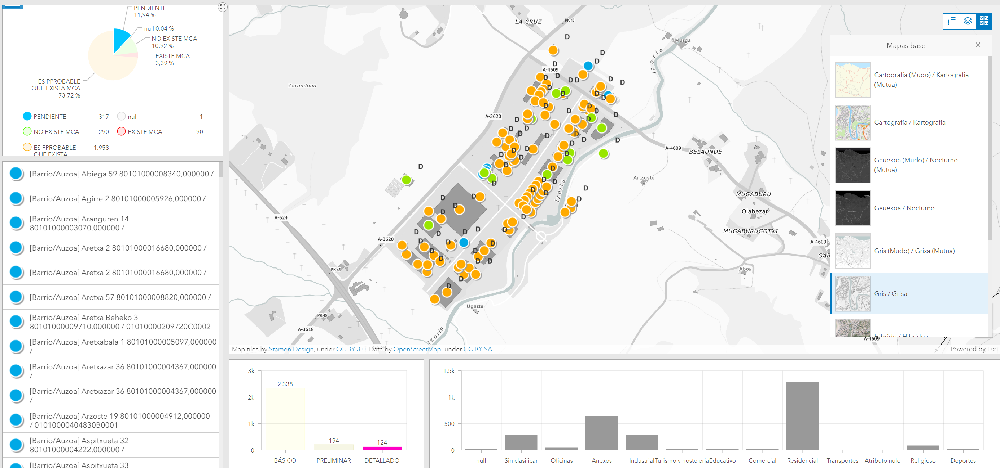 PENDIENTE
11,94 %
null 0,04 %
NO EXISTE MCA
10,92 %
EXISTE MCA
3,39 %
ES PPROBABLE
QUE EXISTA MCA
73,72 %
PENDIENTE 317 null 1
NO EXISTE MCA 290 EXISTE MCA 90
ES PPROBABLE 1.958
QUE EXISTA
[Barrio/Auzoa] Abiega 59 80101000008340,000000 /
[Barrio/Auzoa] Agirre 2 80101000005926,000000 /
[Barrio/Auzoa] Aranguren 14
80101000003070,000000 /
[Barrio/Auzoa] Aretxa 2 80101000016680,000000 /
[Barrio/Auzoa] Aretxa 2 80101000016680,000000 /
[Barrio/Auzoa] Aretxa 57 80101000008820,000000 /
[Barrio/Auzoa] Aretxa Beheko 3
80101000009710,000000 / 01010000209720C0002
[Barrio/Auzoa] Aretxabala 1 80101000005097,000000
/
[Barrio/Auzoa] Aretxazar 36 80101000004367,000000
/
[Barrio/Auzoa] Aretxazar 36 80101000004367,000000
/
[Barrio/Auzoa] Arzoste 19 80101000004912,000000
/ 01010000404830B0001
[Barrio/Auzoa] Aspitxueta 32
80101000004222,000000 /
[Barrio/Auzoa] Aspitxueta 33
LA CRUZ
PK 46
Murga
Izoria
A-4609
Zarandona
A-3620
A-4609
BELAUNDE
Artzoste
Izoria
MUGABURU
Olabezar
A-624
MUGABURUGOTXI
A-3620
A-4609
GAR
PK 45
Abo
Ugarte
PK 45
A-3618
Izoria
A-624
A-4609
Map tiles by Stamen Design, under CC BY 3.0. Data by OpenStreetMap, under CC BY SA
Powered by Esri
Mapas base
Cartografía (Mudo) / Kartografia
(Mutua)
Cartografía / Kartografia
Gauekoa (Mudo) / Nocturno
(Mutua)
Gauekoa / Nocturno
Gris (Mudo) / Grisa (Mutua)
Gris / Grisa
Hibrido / Hibridoa
3k
2k
1k
0
2.338
194
124
BÁSICO PRELIMINAR DETALLADO
1,5k
1k
500
0
null Sin clasificar Oficinas Anexos Industrial Turismo y hosteleria Educativo Comercial Residencial Transportes Atributo nulo Religioso Deportes